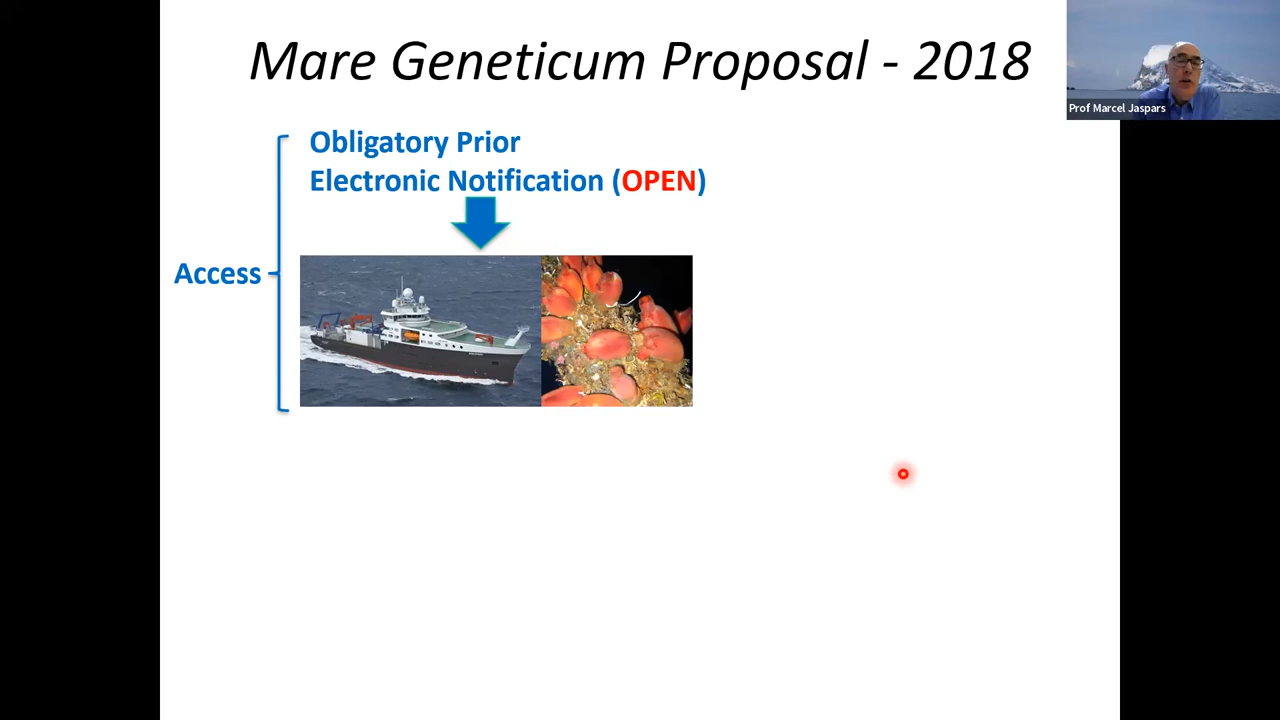 Mare Geneticum Proposal - 2018
Prof Marcel Jaspars
Obligatory Prior
Electronic Notification (OPEN)
Access